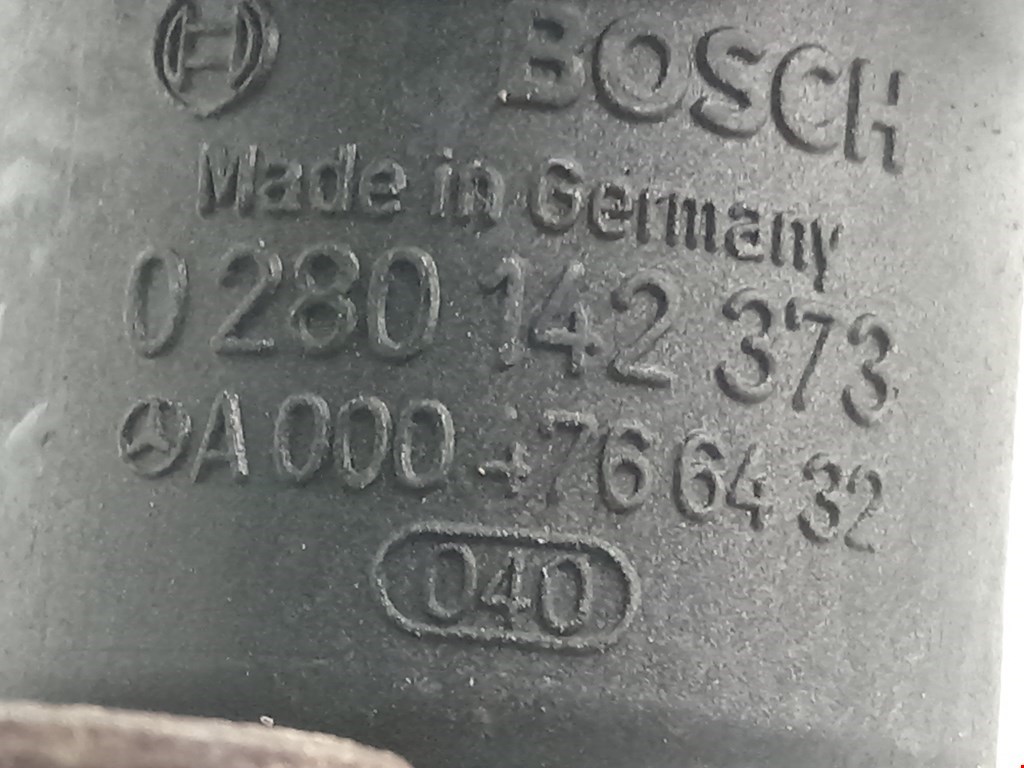 BOSCH
Made in Germany
0 280 142 373
A 000 476 64 32
040